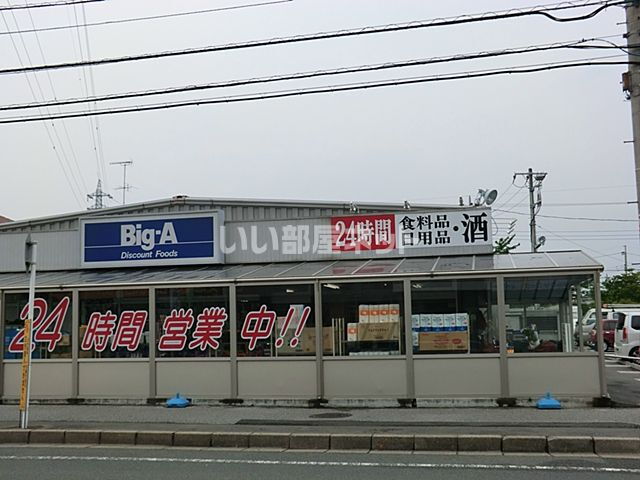 Big-A
Discount Foods
24時間
食料品
日用品
・酒
いい部屋ネット
24時間営業中!!